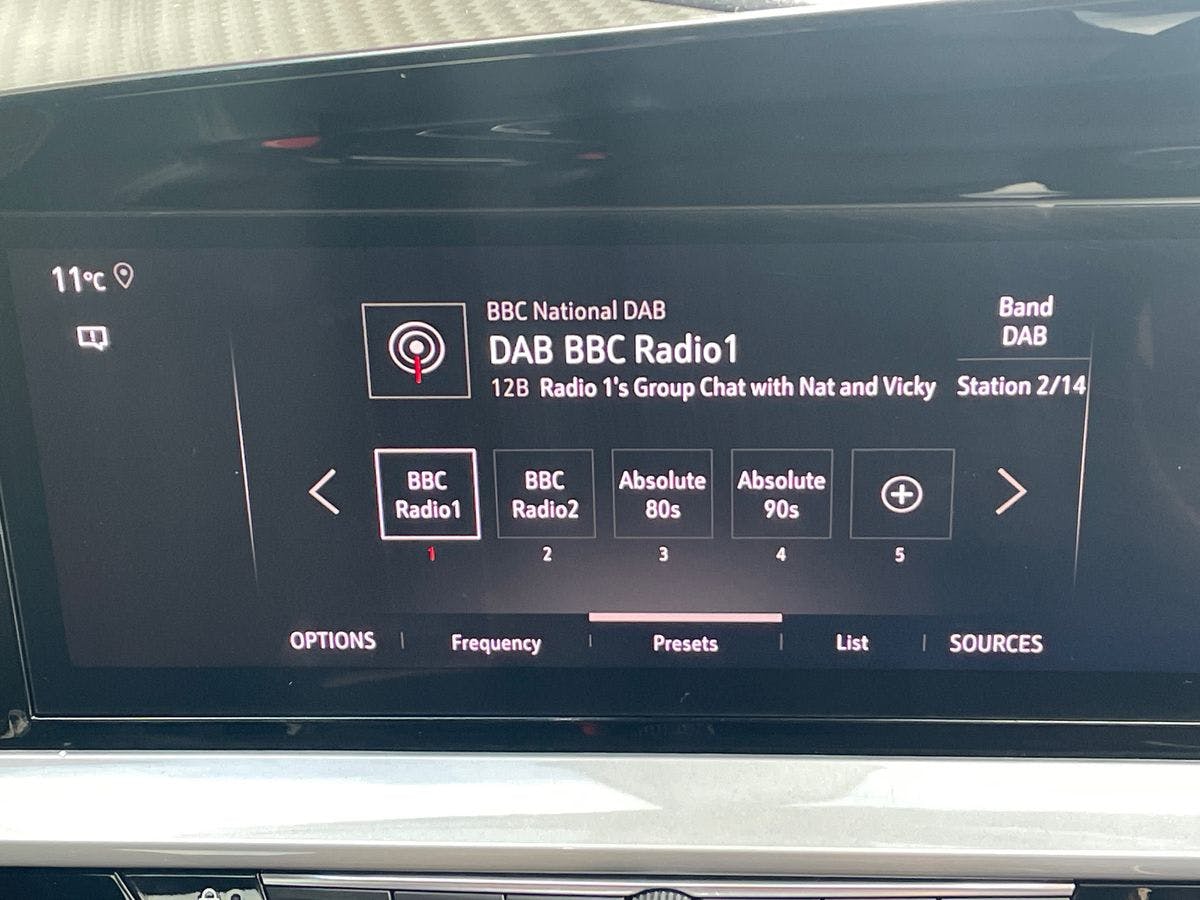 11°C
BBC National DAB
DAB BBC Radio1
12B Radio 1's Group Chat with Nat and Vicky
Band
DAB
Station 2/14
BBC
Radio1
BBC
Radio2
Absolute
80s
Absolute
90s
1
2
3
4
5
OPTIONS
Frequency
Presets
List
SOURCES